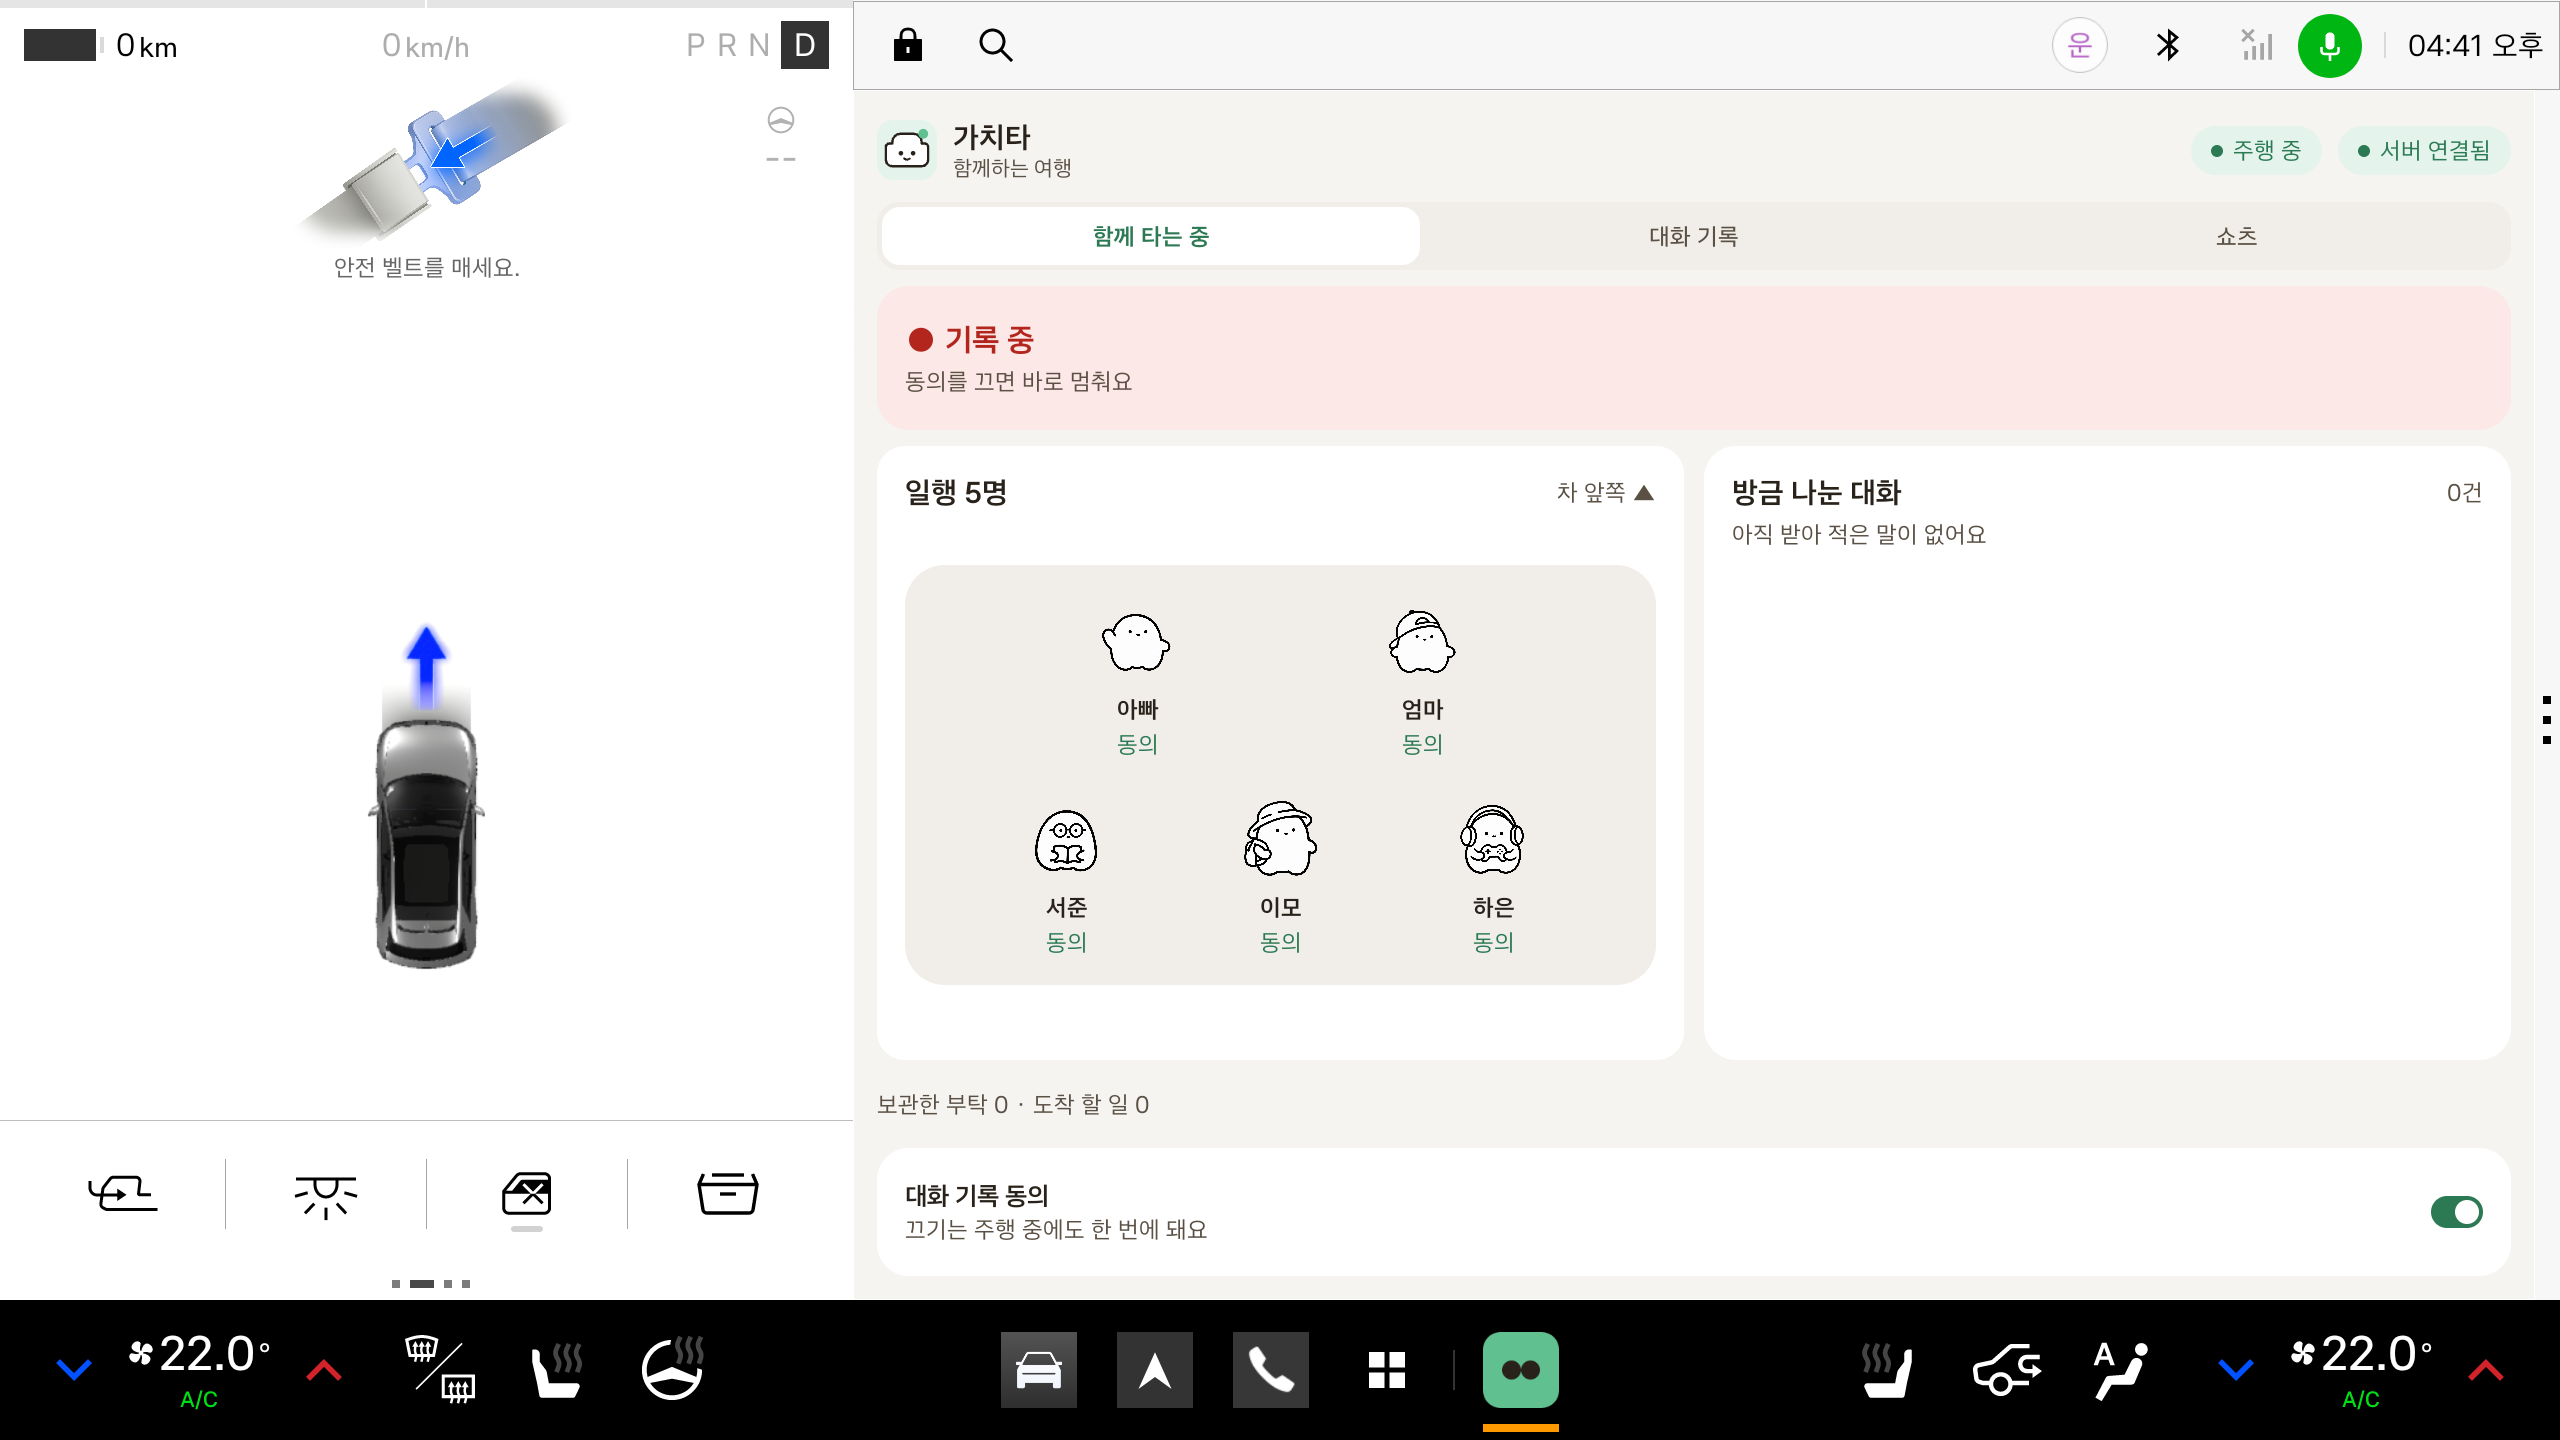 0 km
0 km/h
P R N D
안전 벨트를 매세요.
운
04:41 오후
가치타
함께하는 여행
주행 중
서버 연결됨
함께 타는 중
대화 기록
쇼츠
기록 중
동의를 끄면 바로 멈춰요
일행 5명
차 앞쪽 ▲
아빠
동의
엄마
동의
서준
동의
이모
동의
하은
동의
방금 나눈 대화
0건
아직 받아 적은 말이 없어요
보관한 부탁 0 · 도착 할 일 0
대화 기록 동의
끄기는 주행 중에도 한 번에 돼요
22.0°
A/C
A
22.0°
A/C